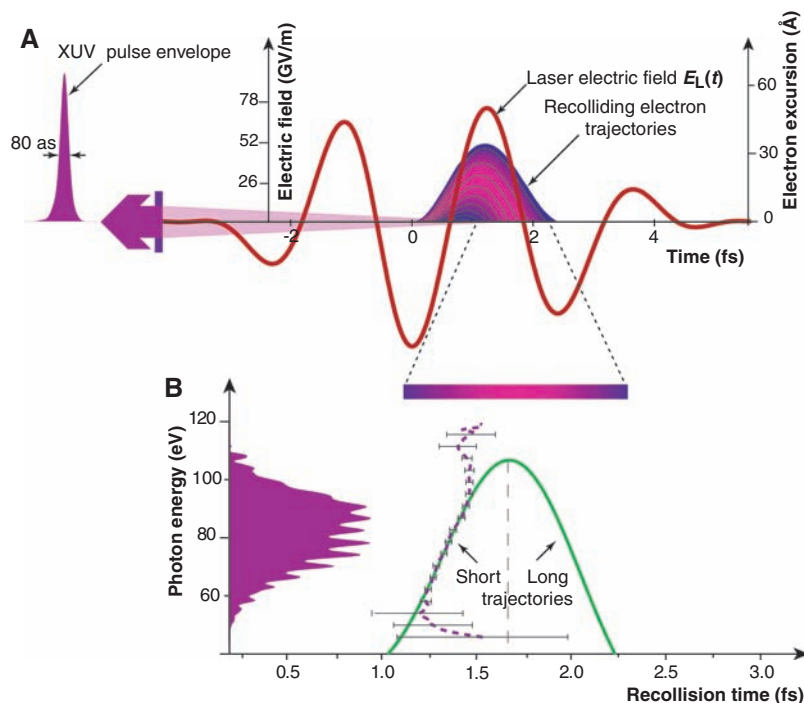 A
XUV pulse envelope
80 as
Electric field (GV/m)
78
52
26
Laser electric field E_L(t)
Recolliding electron
trajectories
Electron excursion (Å)
60
30
0
-2
0
2
4
Time (fs)
B
Photon energy (eV)
120
100
80
60
Short
trajectories
Long
0.5
1.0
1.5
2.0
2.5
3.0
Recollision time (fs)